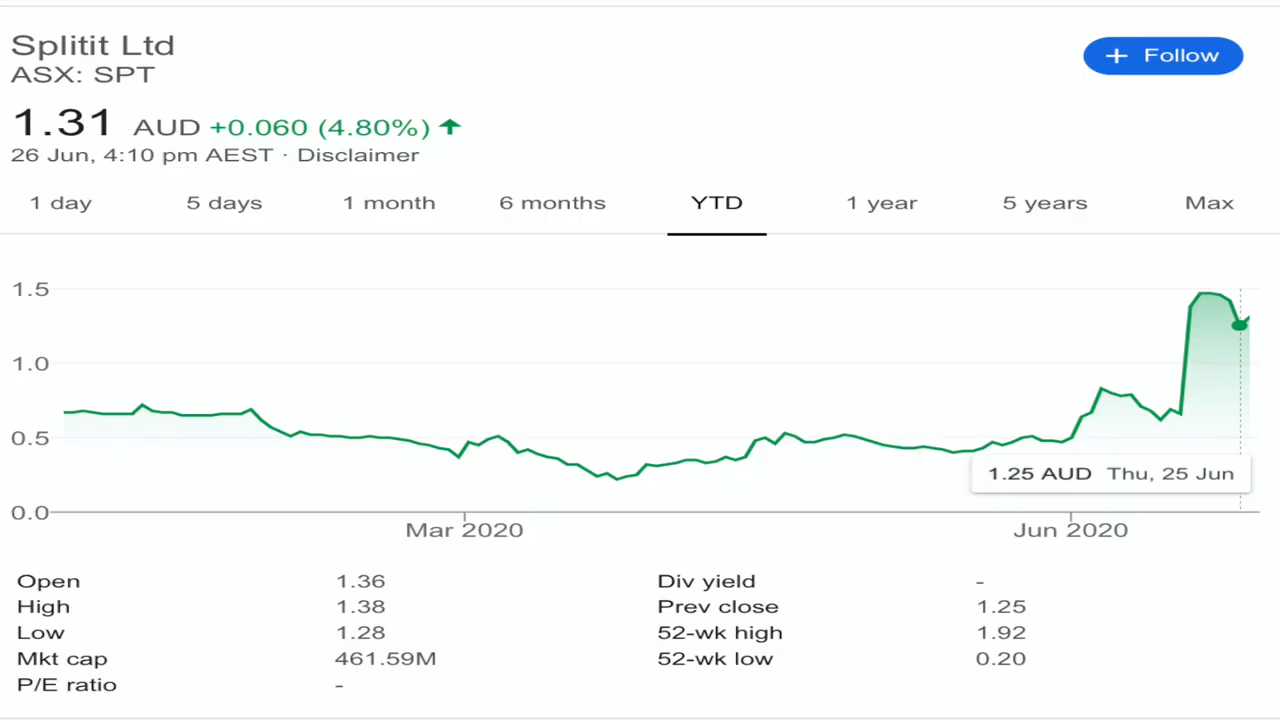 Splitit Ltd
ASX: SPT
+ Follow
1.31 AUD +0.060 (4.80%)
26 Jun, 4:10 pm AEST · Disclaimer
1 day 5 days 1 month 6 months YTD 1 year 5 years Max
1.5
1.0
0.5
1.25 AUD Thu, 25 Jun
0.0
Mar 2020 Jun 2020
Open 1.36 Div yield -
High 1.38 Prev close 1.25
Low 1.28 52-wk high 1.92
Mkt cap 461.59M 52-wk low 0.20
P/E ratio -